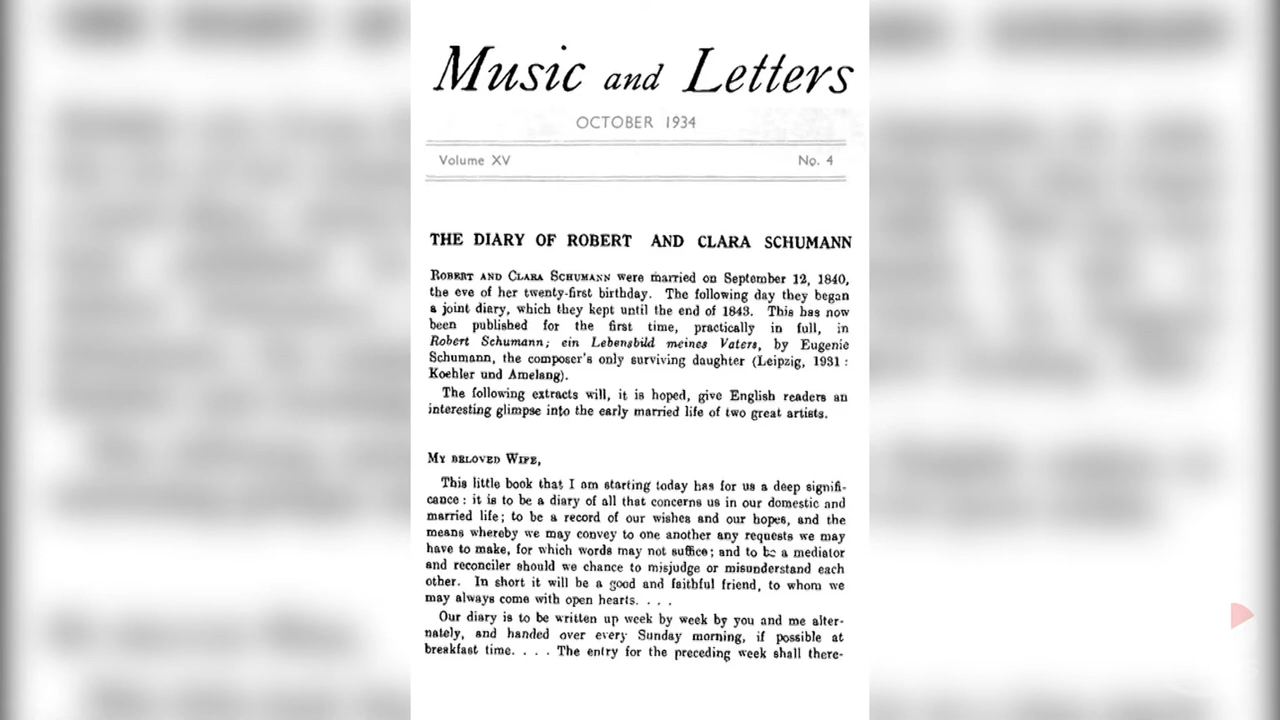 Music and Letters
OCTOBER 1934
Volume XV No. 4
THE DIARY OF ROBERT AND CLARA SCHUMANN
ROBERT AND CLARA SCHUMANN were married on September 12, 1840,
the eve of her twenty-first birthday. The following day they began
a joint diary, which they kept until the end of 1843. This has now
been published for the first time, practically in full, in
Robert Schumann; ein Lebensbild meines Vaters, by Eugenie
Schumann, the composer's only surviving daughter (Leipzig, 1931 :
Koehler und Amelang).
The following extracts will, it is hoped, give English readers an
interesting glimpse into the early married life of two great artists.
MY BELOVED WIFE,
This little book that I am starting today has for us a deep signifi-
cance : it is to be a diary of all that concerns us in our domestic and
married life; to be a record of our wishes and our hopes, and the
means whereby we may convey to one another any requests we may
have to make, for which words may not suffice; and to be a mediator
and reconciler should we chance to misjudge or misunderstand each
other. In short it will be a good and faithful friend, to whom we
may always come with open hearts. . . .
Our diary is to be written up week by week by you and me alter-
nately, and handed over every Sunday morning, if possible at
breakfast time. . . . The entry for the preceding week shall there-